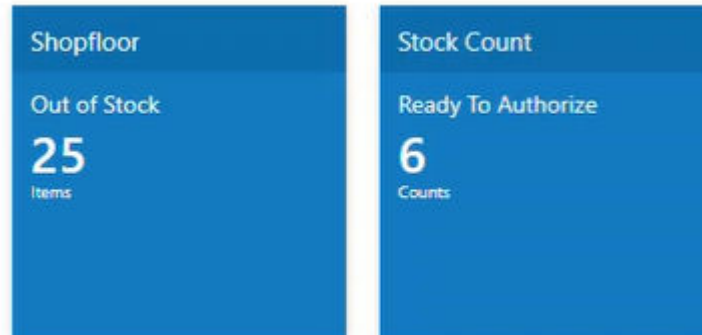 Shopfloor
Out of Stock
25
Items
Stock Count
Ready To Authorize
6
Counts